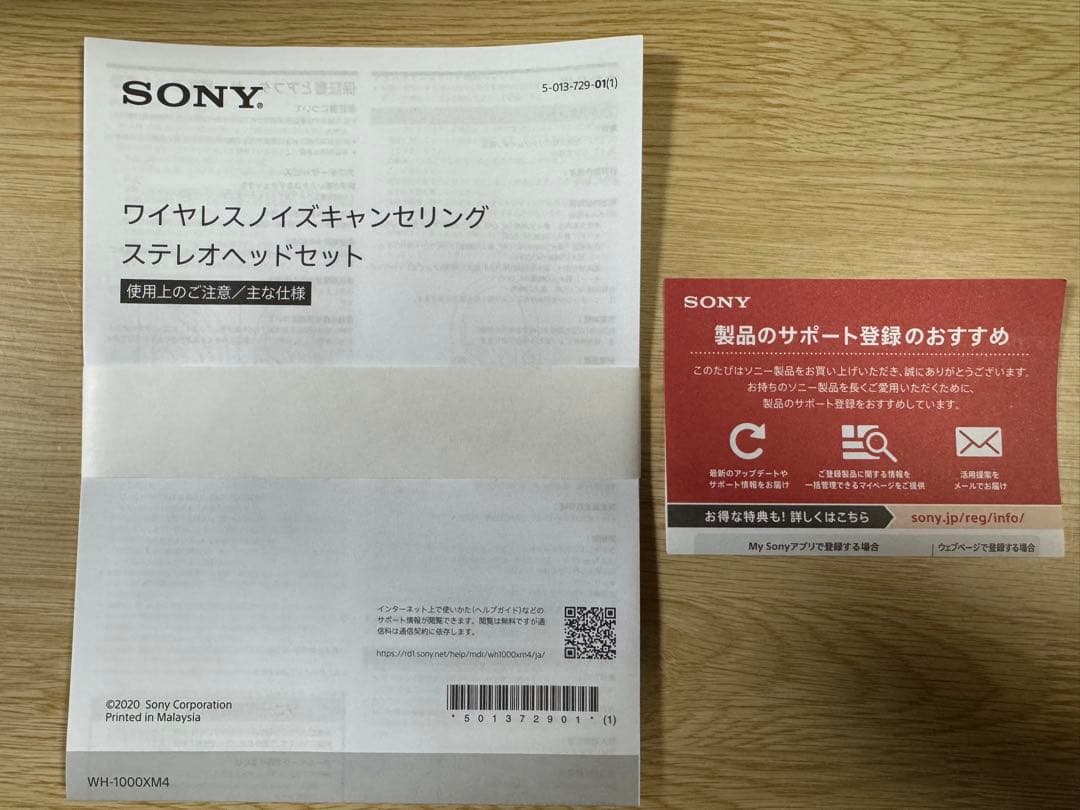 SONY®
5-013-729-01(1)
ワイヤレスノイズキャンセリング
ステレオヘッドセット
使用上のご注意／主な仕様
インターネット上で使いかた（ヘルプガイド）などの
サポート情報が閲覧できます。閲覧は無料ですが通
信料は通信契約に依存します。
https://rd1.sony.net/help/mdr/wh1000xm4/ja/
©2020 Sony Corporation
Printed in Malaysia
*501372901*(1)
WH-1000XM4
SONY
製品のサポート登録のおすすめ
このたびはソニー製品をお買い上げいただき、誠にありがとうございます。
お持ちのソニー製品を長くご愛用いただくために、
製品のサポート登録をおすすめしています。
最新のアップデートや
サポート情報をお届け
ご登録製品に関する情報を
一括管理できるマイページをご提供
活用提案を
メールでお届け
お得な特典も！詳しくはこちら
sony.jp/reg/info/
My Sonyアプリで登録する場合
ウェブページで登録する場合